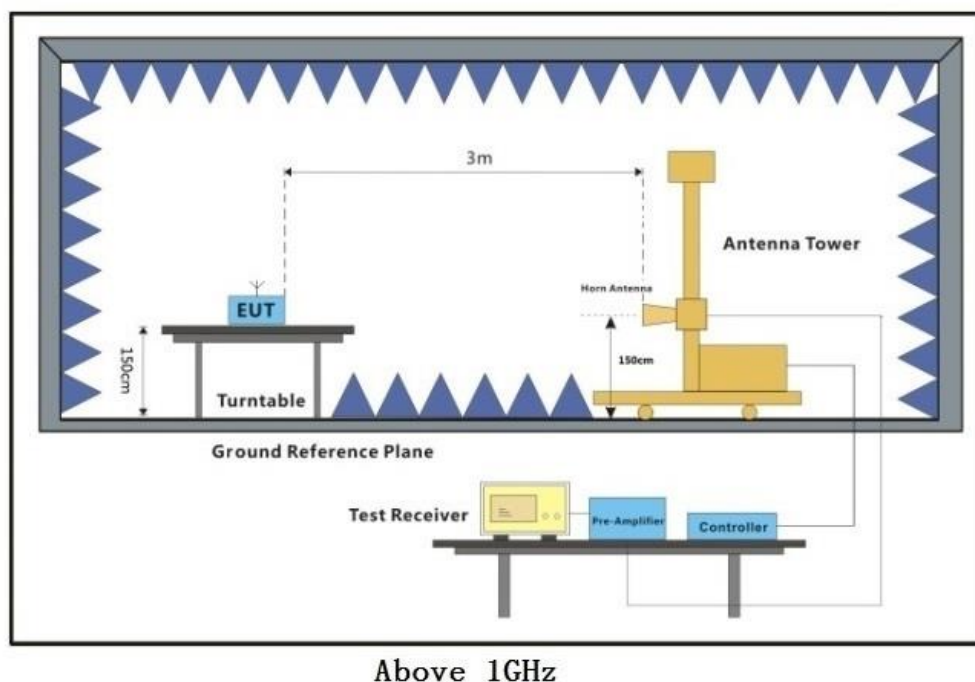 3m
Antenna Tower
Horn Antenna
EUT
150cm
150cm
Turntable
Ground Reference Plane
Test Receiver
Pre-Amplifier
Controller
Above 1GHz